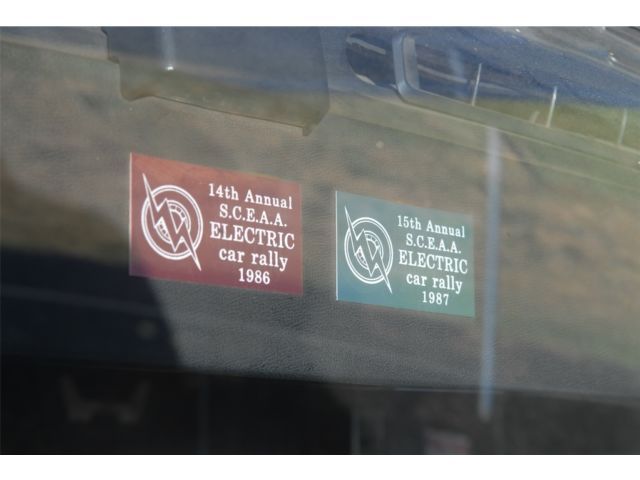 14th Annual
S.C.E.A.A.
ELECTRIC
car rally
1986
15th Annual
S.C.E.A.A.
ELECTRIC
car rally
1987